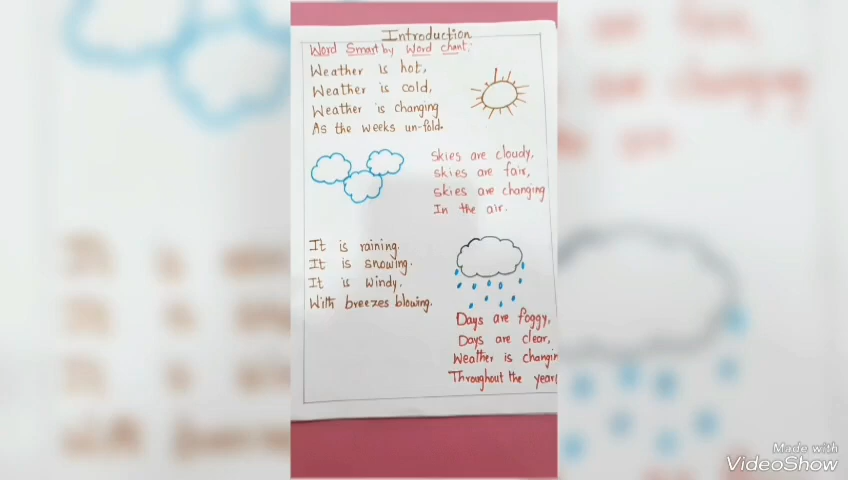 Introduction
Word Smart by Word chant:
Weather is hot,
Weather is cold,
Weather is changing
As the weeks un-fold.
Skies are cloudy,
skies are fair,
skies are changing
In the air.
It is raining.
It is snowing.
It is windy.
With breezes blowing.
Days are foggy,
Days are clear,
Weather is changin
Throughout the year!
Made with
VideoShow